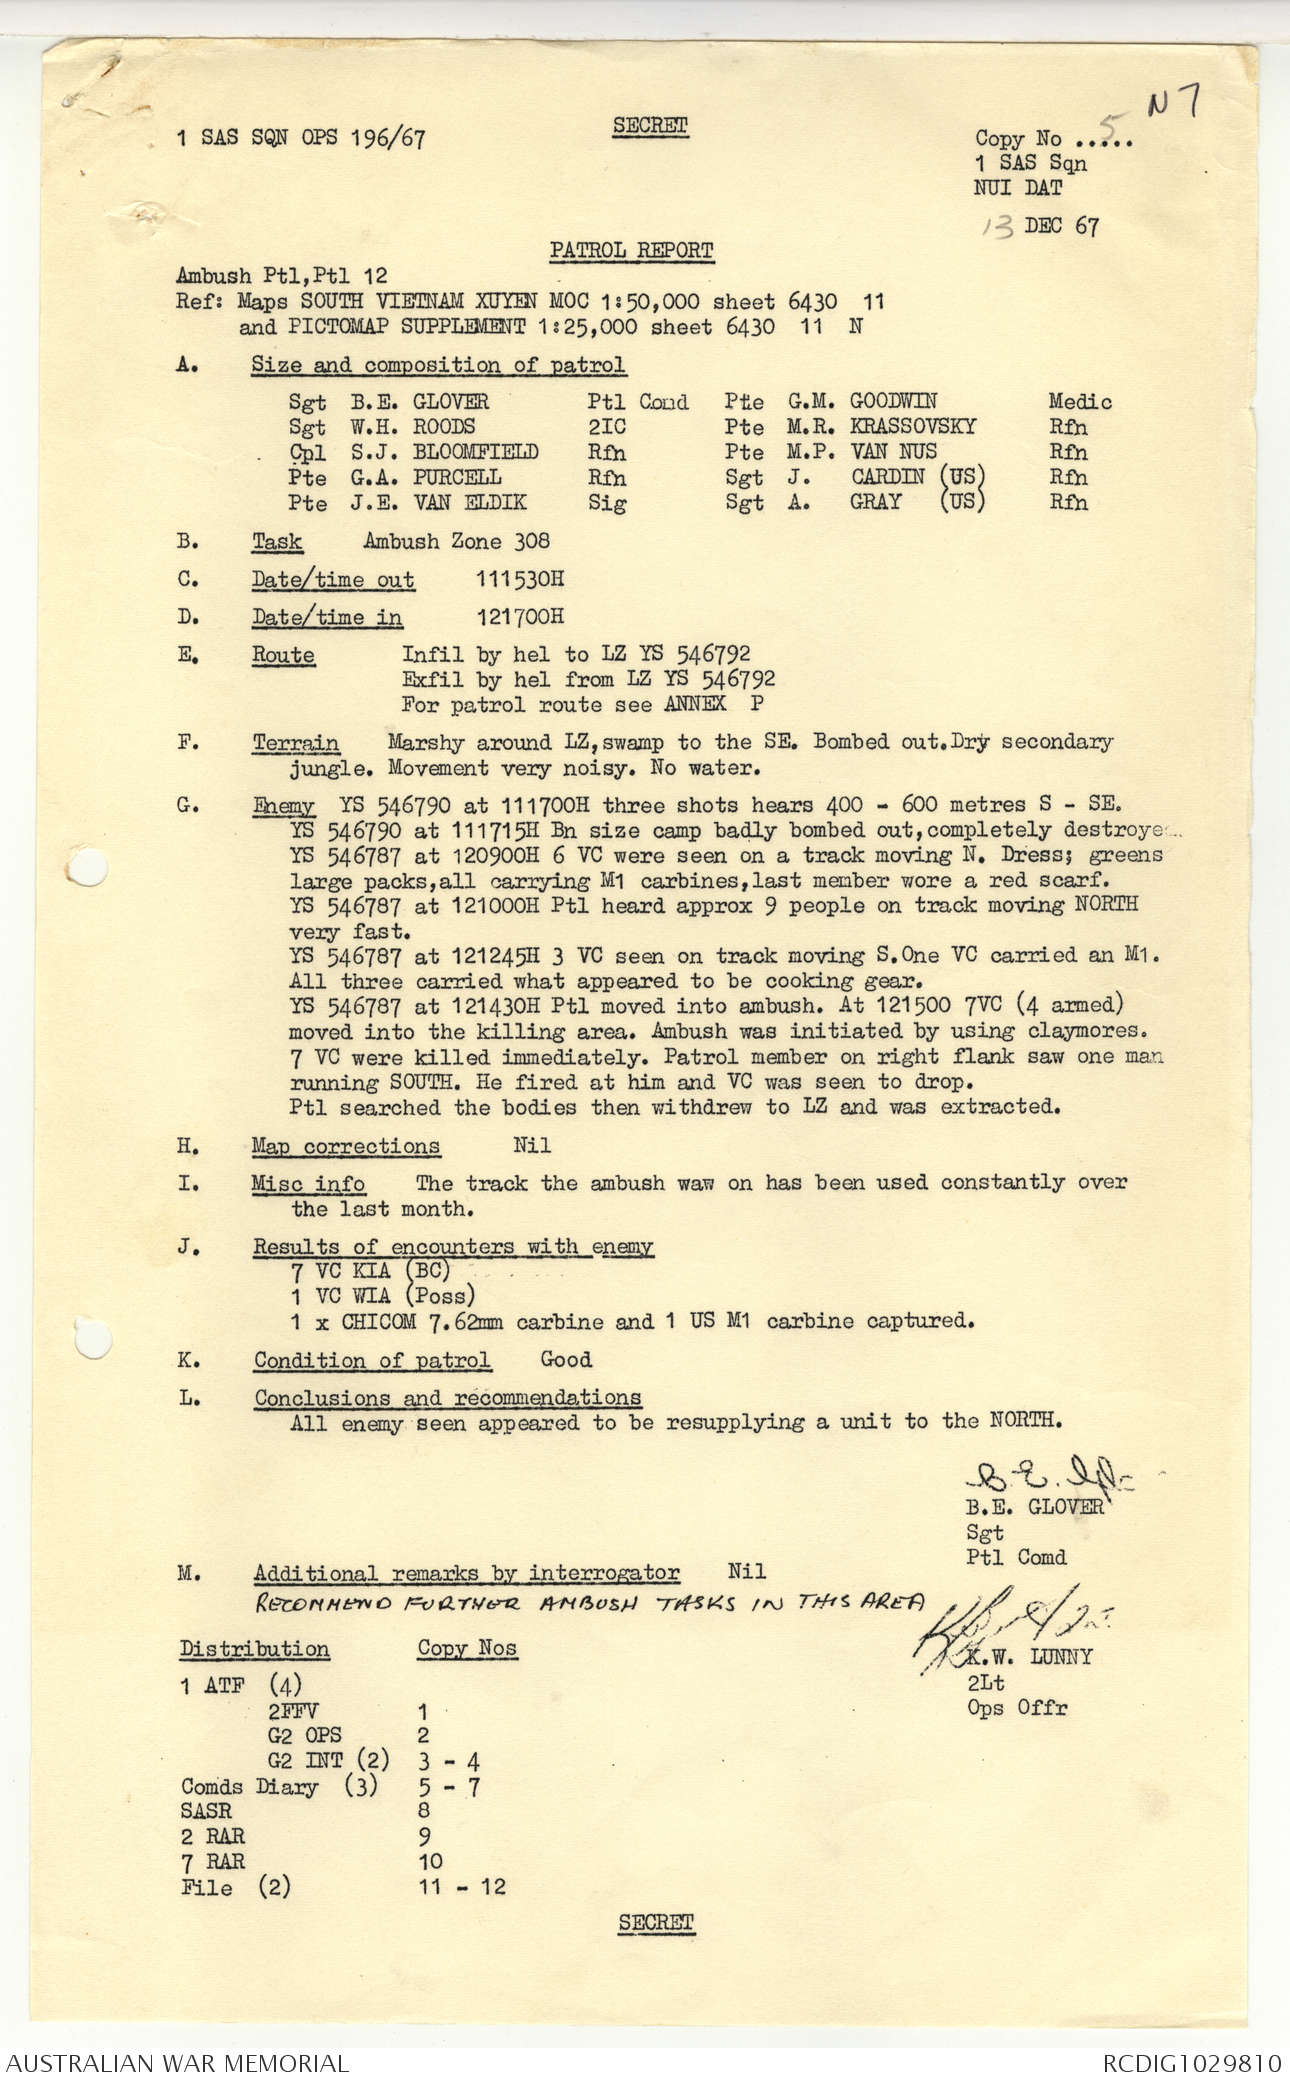 N7
SECRET
1 SAS SQN OPS 196/67
Copy No ..5...
1 SAS Sqn
NUI DAT
13 DEC 67
PATROL REPORT
Ambush Ptl,Ptl 12
Ref: Maps SOUTH VIETNAM XUYEN MOC 1:50,000 sheet 6430 11
and PICTOMAP SUPPLEMENT 1:25,000 sheet 6430 11 N
A. Size and composition of patrol
Sgt B.E. GLOVER Ptl Comd Pte G.M. GOODWIN Medic
Sgt W.H. ROODS 2IC Pte M.R. KRASSOVSKY Rfn
Cpl S.J. BLOOMFIELD Rfn Pte M.P. VAN NUS Rfn
Pte G.A. PURCELL Rfn Sgt J. CARDIN (US) Rfn
Pte J.E. VAN ELDIK Sig Sgt A. GRAY (US) Rfn
B. Task Ambush Zone 308
C. Date/time out 111530H
D. Date/time in 121700H
E. Route Infil by hel to LZ YS 546792
Exfil by hel from LZ YS 546792
For patrol route see ANNEX P
F. Terrain Marshy around LZ,swamp to the SE. Bombed out.Dry secondary
jungle. Movement very noisy. No water.
G. Enemy YS 546790 at 111700H three shots hears 400 - 600 metres S - SE.
YS 546790 at 111715H Bn size camp badly bombed out,completely destroye
YS 546787 at 120900H 6 VC were seen on a track moving N. Dress; greens
large packs,all carrying M1 carbines,last member wore a red scarf.
YS 546787 at 121000H Ptl heard approx 9 people on track moving NORTH
very fast.
YS 546787 at 121245H 3 VC seen on track moving S.One VC carried an M1.
All three carried what appeared to be cooking gear.
YS 546787 at 121430H Ptl moved into ambush. At 121500 7VC (4 armed)
moved into the killing area. Ambush was initiated by using claymores.
7 VC were killed immediately. Patrol member on right flank saw one man
running SOUTH. He fired at him and VC was seen to drop.
Ptl searched the bodies then withdrew to LZ and was extracted.
H. Map corrections Nil
I. Misc info The track the ambush waw on has been used constantly over
the last month.
J. Results of encounters with enemy
7 VC KIA (BC)
1 VC WIA (Poss)
1 x CHICOM 7.62mm carbine and 1 US M1 carbine captured.
K. Condition of patrol Good
L. Conclusions and recommendations
All enemy seen appeared to be resupplying a unit to the NORTH.
B.E.
B.E. GLOVER
Sgt
Ptl Comd
M. Additional remarks by interrogator Nil
RECOMMEND FURTHER AMBUSH TASKS IN THIS AREA
K.W. LUNNY
2Lt
Ops Offr
Distribution Copy Nos
1 ATF (4)
2FFV 1
G2 OPS 2
G2 INT (2) 3 - 4
Comds Diary (3) 5 - 7
SASR 8
2 RAR 9
7 RAR 10
File (2) 11 - 12
SECRET
AUSTRALIAN WAR MEMORIAL RCDIG1029810